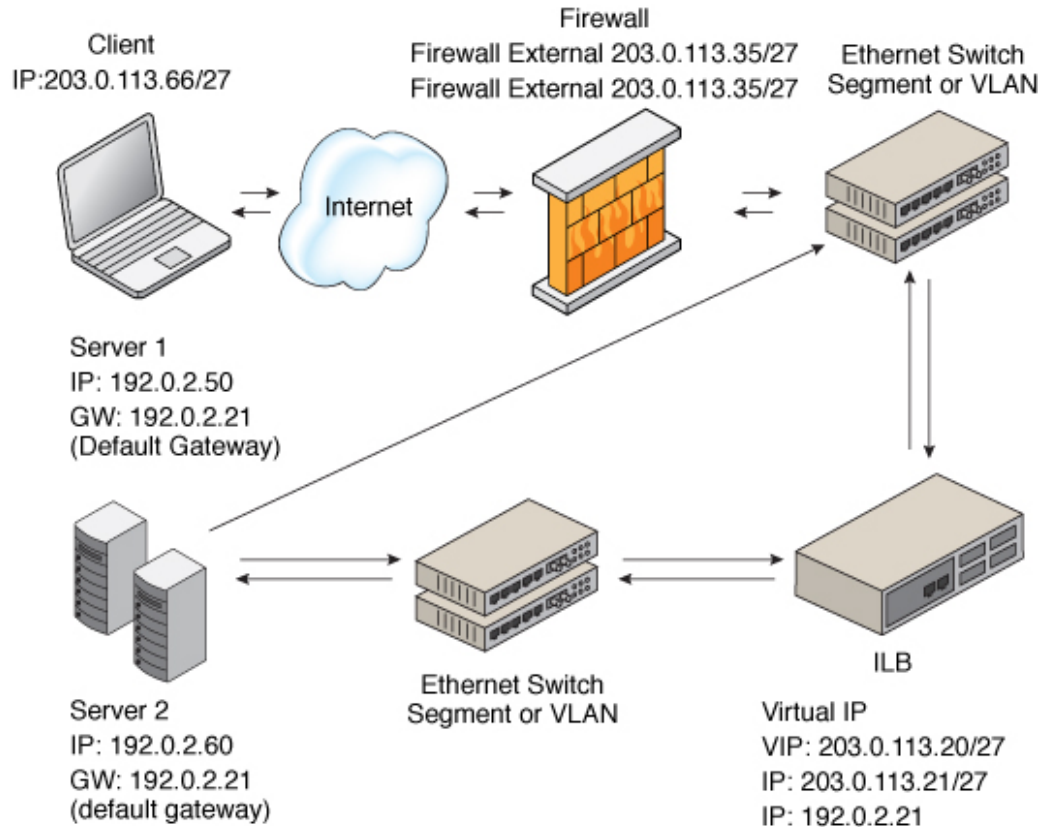 Client
IP:203.0.113.66/27
Firewall
Firewall External 203.0.113.35/27
Firewall External 203.0.113.35/27
Ethernet Switch
Segment or VLAN
Internet
Server 1
IP: 192.0.2.50
GW: 192.0.2.21
(Default Gateway)
Ethernet Switch
Segment or VLAN
ILB
Server 2
IP: 192.0.2.60
GW: 192.0.2.21
(default gateway)
Virtual IP
VIP: 203.0.113.20/27
IP: 203.0.113.21/27
IP: 192.0.2.21